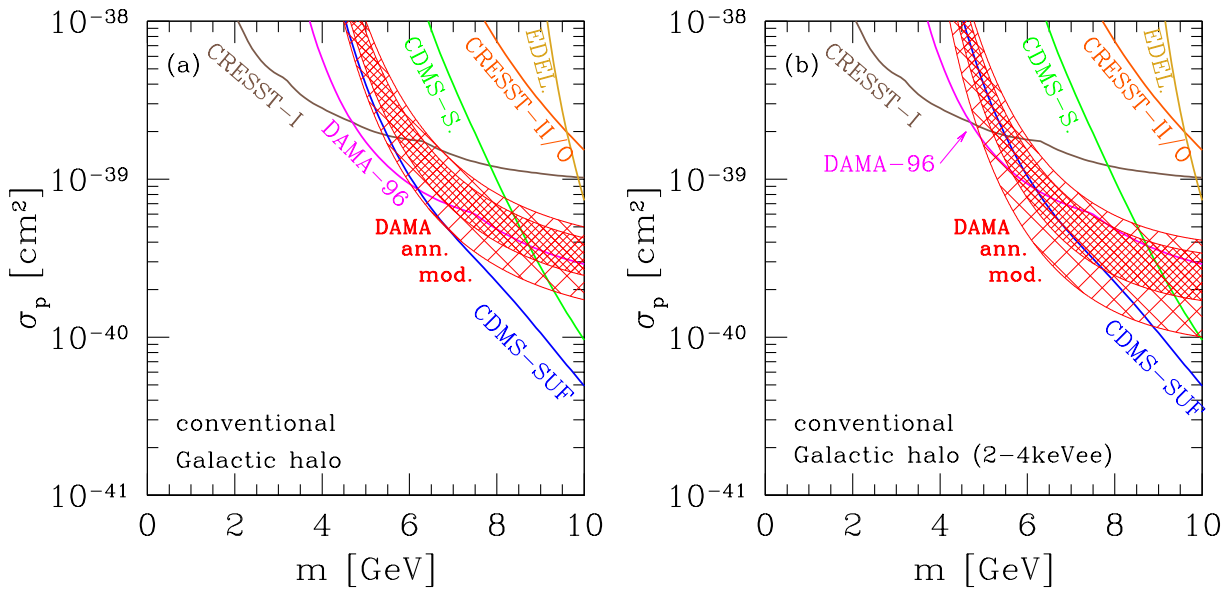 10⁻³⁸
10⁻³⁹
10⁻⁴⁰
10⁻⁴¹
σₚ [cm²]
(a)
CRESST-I
DAMA-96
CDMS-S.
CRESST-II/O
EDEL.
DAMA
ann.
mod.
CDMS-SUF
conventional
Galactic halo
0 2 4 6 8 10
m [GeV]
10⁻³⁸
10⁻³⁹
10⁻⁴⁰
10⁻⁴¹
σₚ [cm²]
(b)
CRESST-I
DAMA-96
CDMS-S.
CRESST-II/O
EDEL.
DAMA
ann.
mod.
CDMS-SUF
conventional
Galactic halo (2-4keVee)
0 2 4 6 8 10
m [GeV]